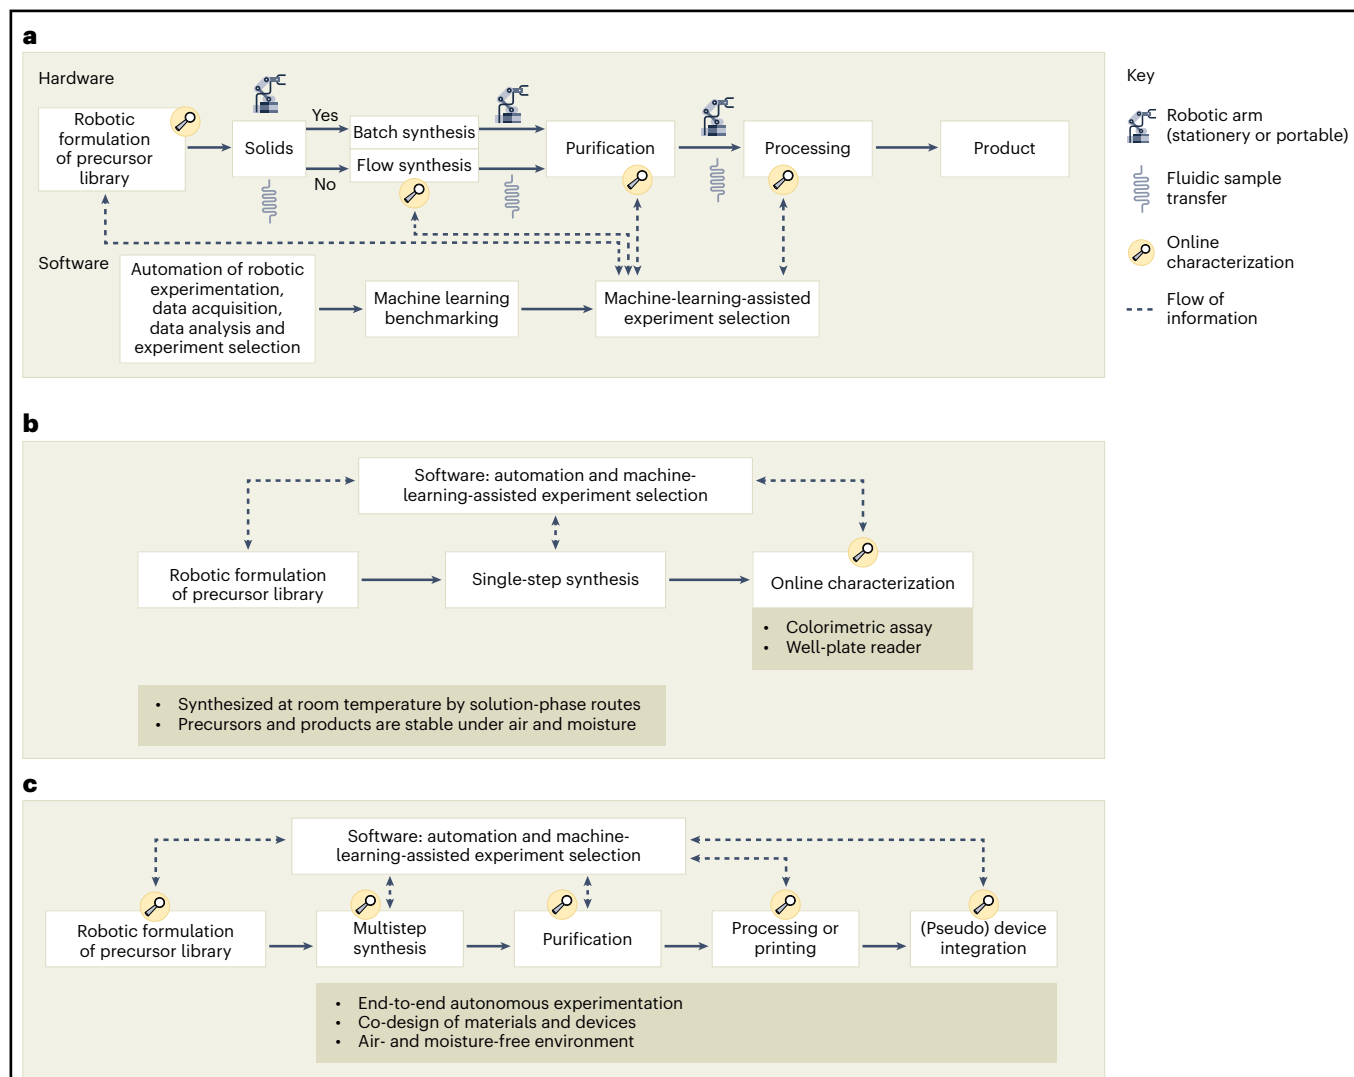 a
Hardware
Robotic
formulation
of precursor
library
Solids
Yes
No
Batch synthesis
Flow synthesis
Purification
Processing
Product
Software
Automation of robotic
experimentation,
data acquisition,
data analysis and
experiment selection
Machine learning
benchmarking
Machine-learning-assisted
experiment selection
Key
Robotic arm
(stationery or portable)
Fluidic sample
transfer
Online
characterization
Flow of
information
b
Software: automation and machine-
learning-assisted experiment selection
Robotic formulation
of precursor library
Single-step synthesis
Online characterization
• Colorimetric assay
• Well-plate reader
• Synthesized at room temperature by solution-phase routes
• Precursors and products are stable under air and moisture
c
Software: automation and machine-
learning-assisted experiment selection
Robotic formulation
of precursor library
Multistep
synthesis
Purification
Processing or
printing
(Pseudo) device
integration
• End-to-end autonomous experimentation
• Co-design of materials and devices
• Air- and moisture-free environment